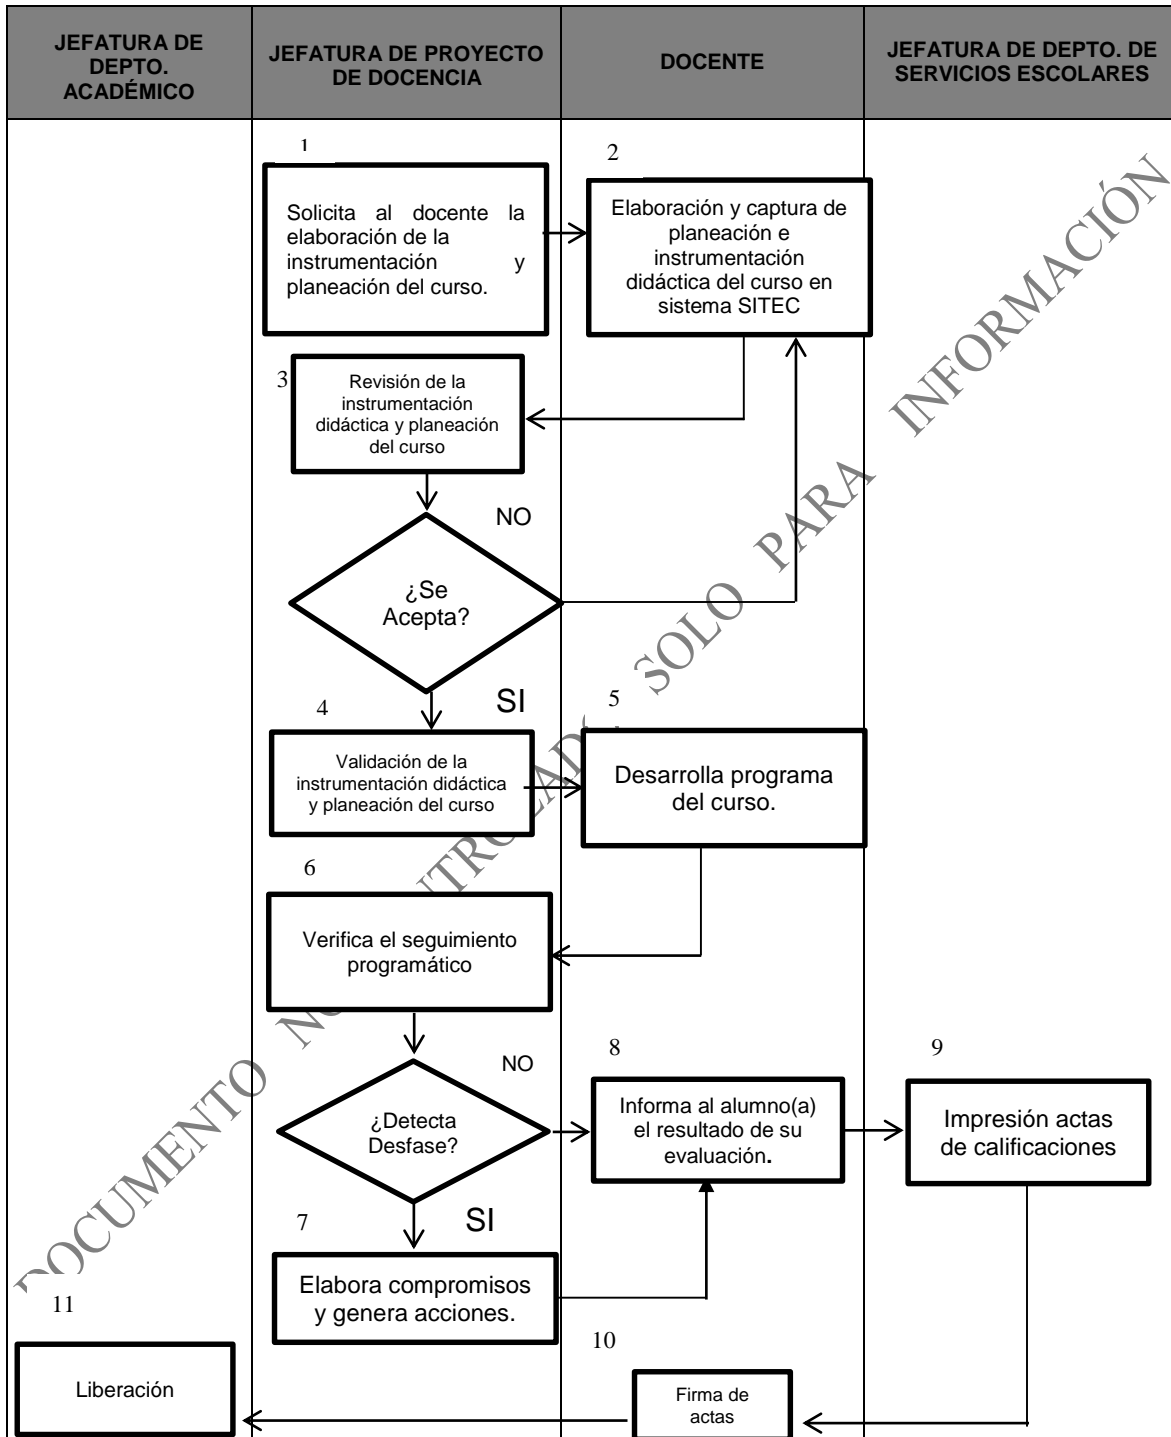 JEFATURA DE
DEPTO.
ACADÉMICO
JEFATURA DE PROYECTO
DE DOCENCIA
DOCENTE
JEFATURA DE DEPTO. DE
SERVICIOS ESCOLARES
1
Solicita al docente la
elaboración de la
instrumentación y
planeación del curso.
2
Elaboración y captura de
planeación e
instrumentación
didáctica del curso en
sistema SITEC
3
Revisión de la
instrumentación
didáctica y planeación
del curso
NO
¿Se
Acepta?
SI
4
Validación de la
instrumentación didáctica
y planeación del curso
5
Desarrolla programa
del curso.
6
Verifica el seguimiento
programático
NO
¿Detecta
Desfase?
SI
8
Informa al alumno(a)
el resultado de su
evaluación.
9
Impresión actas
de calificaciones
7
Elabora compromisos
y genera acciones.
10
Firma de
actas
11
Liberación
DOCUMENTO SOLO PARA INFORMACIÓN